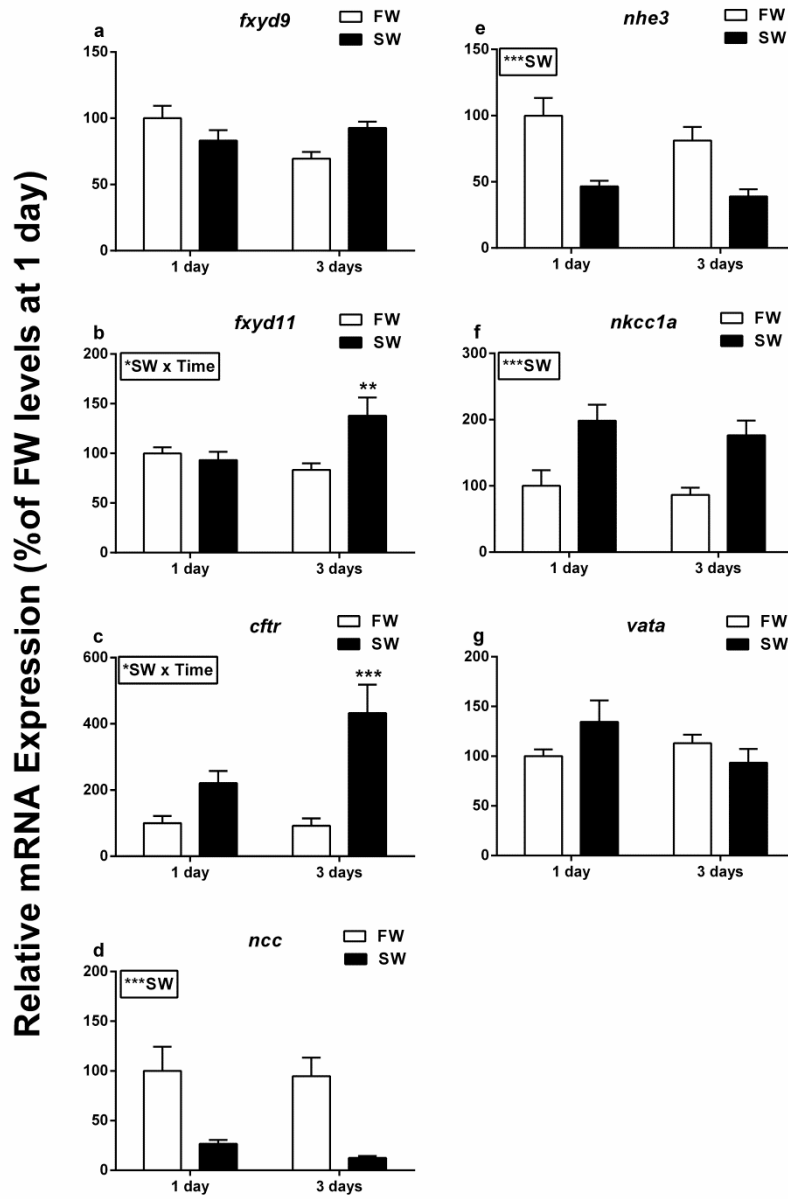 Relative mRNA Expression (%of FW levels at 1 day)
a
fxyd9
FW
SW
150
100
50
0
1 day
3 days
b
fxyd11
FW
SW
*SW x Time
**
200
150
100
50
0
1 day
3 days
c
cftr
FW
SW
*SW x Time
***
600
400
200
0
1 day
3 days
d
ncc
FW
SW
***SW
200
150
100
50
0
1 day
3 days
e
nhe3
FW
SW
***SW
150
100
50
0
1 day
3 days
f
nkcc1a
FW
SW
***SW
300
200
100
0
1 day
3 days
g
vata
FW
SW
200
150
100
50
0
1 day
3 days